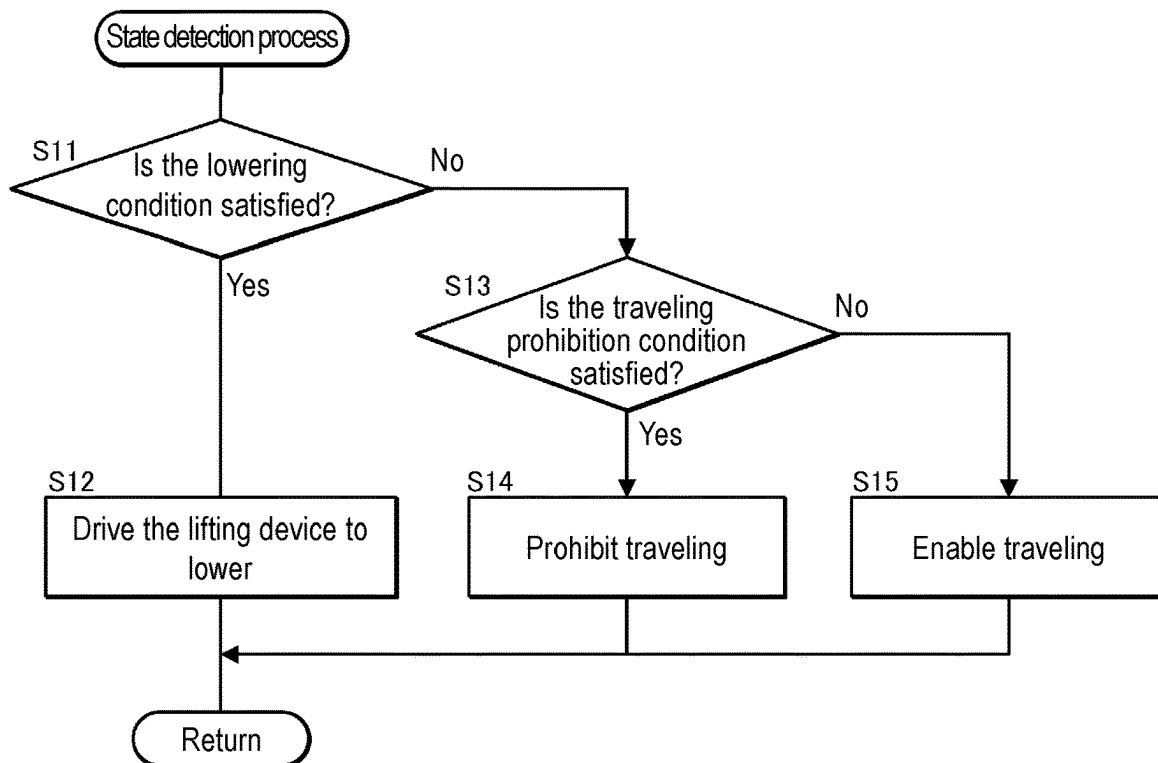 State detection process
S11
Is the lowering
condition satisfied?
No
Yes
S13
Is the traveling
prohibition condition
satisfied?
No
Yes
S12
Drive the lifting device to
lower
S14
Prohibit traveling
S15
Enable traveling
Return